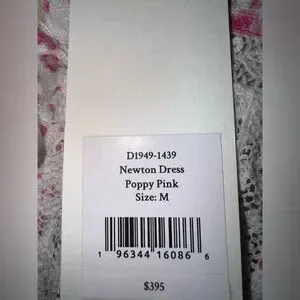 D1949-1439
Newton Dress
Poppy Pink
Size: M
1 96344 16086 6
$395